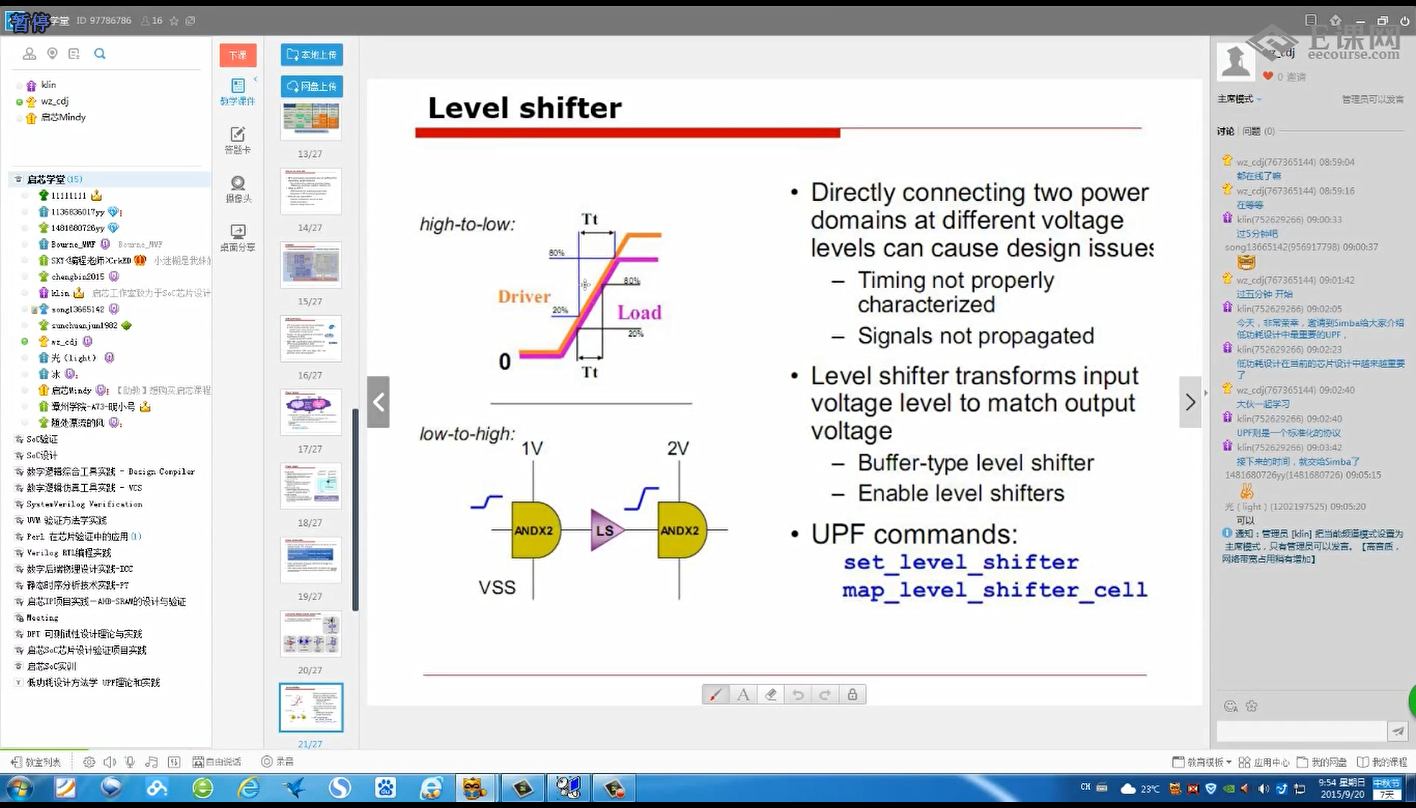 暂停
学堂 ID 97786786 16
E课网
eecourse.com
klin
wz_cdj
启芯Mindy
启芯学堂 (15)
11111111
1136836017yy
1481680726yy
Bourne_WWF Bourne_WWF
chengbin2015
klin 启芯工作室致力于SoC芯片设计
song13665142
sunchuanjun1982
wz_cdj
光 (light)
冰
漳州学院-AT3-明小号
随处漂流的风
SoC验证
SoC设计
数字逻辑综合工具实践 - Design Compiler
数字逻辑仿真工具实践 - VCS
SystemVerilog Verification
UVM 验证方法学实践
Perl 在芯片验证中的应用 (1)
Verilog RTL编程实践
数字后端物理设计实践-ICC
静态时序分析技术实践-PT
启芯IP项目实践-AHB-SRAM的设计与验证
Meeting
DFT 可测试性设计理论与实践
启芯SoC芯片设计验证项目实践
启芯SoC实训
低功耗设计方法学 UPF理论和实践
教室列表
自由说话
录音
下课
教学课件
答题卡
摄像头
桌面分享
本地上传
网盘上传
13/27
14/27
15/27
16/27
17/27
18/27
19/27
20/27
21/27
Level shifter
high-to-low:
Tt
80%
80%
Driver
Load
20%
20%
0
Tt
low-to-high:
1V
2V
ANDX2
LS
ANDX2
VSS
• Directly connecting two power
domains at different voltage
levels can cause design issues
– Timing not properly
characterized
– Signals not propagated
• Level shifter transforms input
voltage level to match output
voltage
– Buffer-type level shifter
– Enable level shifters
• UPF commands:
set_level_shifter
map_level_shifter_cell
A
wz_cdj
0 邀请
主席模式
管理员可以发言
讨论 问题 (0)
wz_cdj(767365144) 08:59:04
都在线了嘛
wz_cdj(767365144) 08:59:16
在等等
klin(752629266) 09:00:33
过5分钟吧
song13665142(956917798) 09:00:37
wz_cdj(767365144) 09:01:42
过五分钟 开始
klin(752629266) 09:02:05
今天，非常荣幸，邀请到Simba给大家介绍
低功耗设计中最重要的UPF，
klin(752629266) 09:02:23
低功耗设计在当前的芯片设计中越来越重要
了
wz_cdj(767365144) 09:02:40
大伙一起学习
klin(752629266) 09:02:40
UPF则是一个标准化的协议
klin(752629266) 09:03:42
接下来的时间，就交给Simba了
1481680726yy(1481680726) 09:05:15
光 ( light ) (1202197525) 09:05:20
可以
通知：管理员 [klin] 把当前频道模式设置为
主席模式，只有管理员可以发言。【高音质，
网络带宽占用稍有增加】
教育模板
应用中心
我的网盘
我的课程
CH
23℃
9:54 星期日
2015/9/20
中秋节
7天